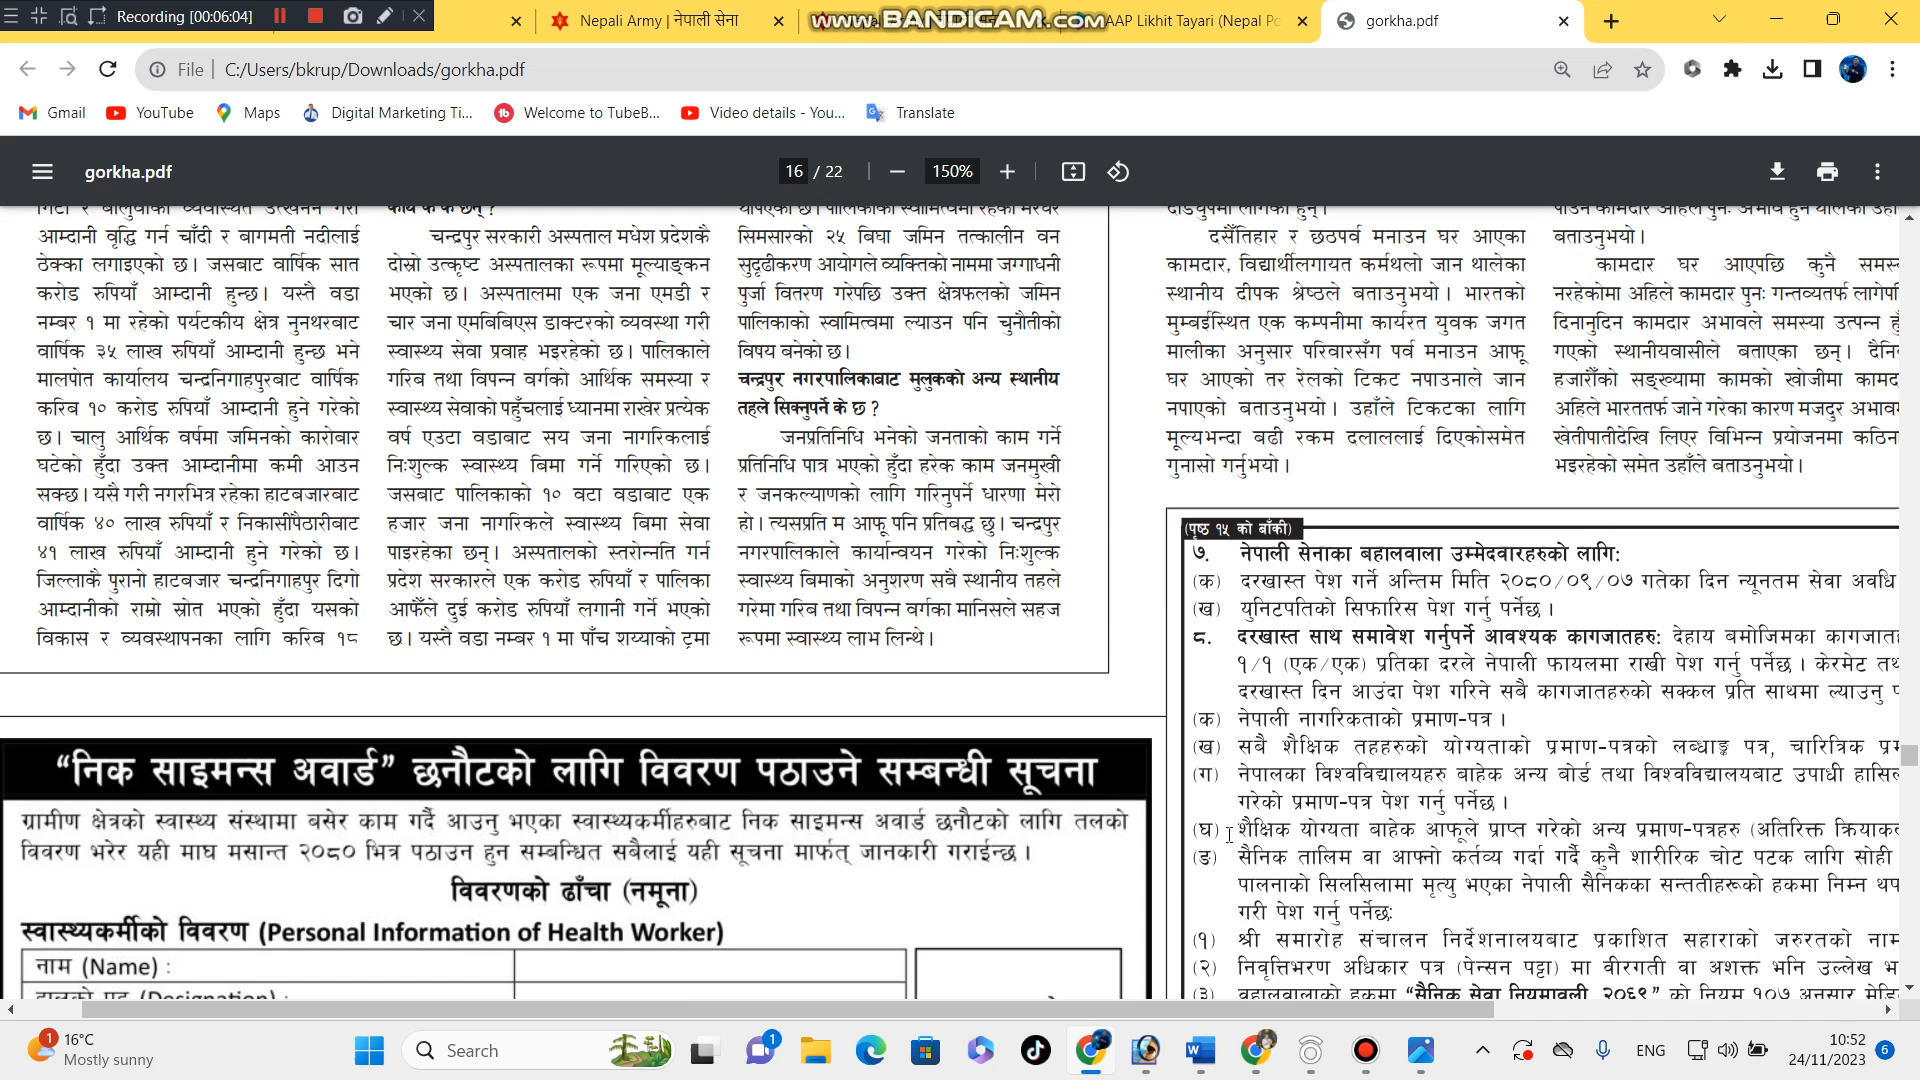 Recording [00:06:04]
Nepali Army | नेपाली सेना
www.BANDICAM.com
AAP Likhit Tayari (Nepal Po
gorkha.pdf
File | C:/Users/bkrup/Downloads/gorkha.pdf
Gmail
YouTube
Maps
Digital Marketing Ti...
Welcome to TubeB...
Video details - You...
Translate
gorkha.pdf
16 / 22
150%
आम्दानी वृद्धि गर्न चाँदी र बागमती नदीलाई
ठेक्का लगाइएको छ। जसबाट वार्षिक सात
करोड रुपियाँ आम्दानी हुन्छ। यस्तै वडा
नम्बर १ मा रहेको पर्यटकीय क्षेत्र नुनथरबाट
वार्षिक ३५ लाख रुपियाँ आम्दानी हुन्छ भने
मालपोत कार्यालय चन्द्रनिगाहपुरबाट वार्षिक
करिब १० करोड रुपियाँ आम्दानी हुने गरेको
छ। चालु आर्थिक वर्षमा जमिनको कारोबार
घटेको हुँदा उक्त आम्दानीमा कमी आउन
सक्छ। यसै गरी नगरभित्र रहेका हाटबजारबाट
वार्षिक ४० लाख रुपियाँ र निकासीपैठारीबाट
४१ लाख रुपियाँ आम्दानी हुने गरेको छ।
जिल्लाकै पुरानो हाटबजार चन्द्रनिगाहपुर दिगो
आम्दानीको राम्रो स्रोत भएको हुँदा यसको
विकास र व्यवस्थापनका लागि करिब १८
चन्द्रपुर सरकारी अस्पताल मधेश प्रदेशकै
दोस्रो उत्कृष्ट अस्पतालका रूपमा मूल्याङ्कन
भएको छ। अस्पतालमा एक जना एमडी र
चार जना एमबिबिएस डाक्टरको व्यवस्था गरी
स्वास्थ्य सेवा प्रवाह भइरहेको छ। पालिकाले
गरिब तथा विपन्न वर्गको आर्थिक समस्या र
स्वास्थ्य सेवाको पहुँचलाई ध्यानमा राखेर प्रत्येक
वर्ष एउटा वडाबाट सय जना नागरिकलाई
निःशुल्क स्वास्थ्य बिमा गर्ने गरिएको छ।
जसबाट पालिकाको १० वटा वडाबाट एक
हजार जना नागरिकले स्वास्थ्य बिमा सेवा
पाइरहेका छन्। अस्पतालको स्तरोन्नति गर्न
प्रदेश सरकारले एक करोड रुपियाँ र पालिका
आफैँले दुई करोड रुपियाँ लगानी गर्ने भएको
छ। यस्तै वडा नम्बर १ मा पाँच शय्याको ट्रमा
सिमसारको २५ बिघा जमिन तत्कालीन वन
सुदृढीकरण आयोगले व्यक्तिको नाममा जग्गाधनी
पुर्जा वितरण गरेपछि उक्त क्षेत्रफलको जमिन
पालिकाको स्वामित्वमा ल्याउन पनि चुनौतीको
विषय बनेको छ।
चन्द्रपुर नगरपालिकाबाट मुलुकको अन्य स्थानीय
तहले सिक्नुपर्ने के छ ?
जनप्रतिनिधि भनेको जनताको काम गर्ने
प्रतिनिधि पात्र भएको हुँदा हरेक काम जनमुखी
र जनकल्याणको लागि गरिनुपर्ने धारणा मेरो
हो। त्यसप्रति म आफू पनि प्रतिबद्ध छु। चन्द्रपुर
नगरपालिकाले कार्यान्वयन गरेको निःशुल्क
स्वास्थ्य बिमाको अनुशरण सबै स्थानीय तहले
गरेमा गरिब तथा विपन्न वर्गका मानिसले सहज
रूपमा स्वास्थ्य लाभ लिन्थे।
दसैँतिहार र छठपर्व मनाउन घर आएका
कामदार, विद्यार्थीलगायत कर्मथलो जान थालेका
स्थानीय दीपक श्रेष्ठले बताउनुभयो। भारतको
मुम्बईस्थित एक कम्पनीमा कार्यरत युवक जगत
मालीका अनुसार परिवारसँग पर्व मनाउन आफू
घर आएको तर रेलको टिकट नपाउनाले जान
नपाएको बताउनुभयो। उहाँले टिकटका लागि
मूल्यभन्दा बढी रकम दलाललाई दिएकोसमेत
गुनासो गर्नुभयो।
बताउनुभयो।
कामदार घर आएपछि कुनै
नरहेकोमा अहिले कामदार पुनः गन्तव्यतर्फ
दिनानुदिन कामदार अभावले समस्या उत्पन्न
गएको स्थानीयवासीले बताएका छन्।
हजारौँको सङ्ख्यामा कामको खोजीमा
अहिले भारततर्फ जाने गरेका कारण मजदुर
खेतीपातीदेखि लिएर विभिन्न प्रयोजनमा
भइरहेको समेत उहाँले बताउनुभयो।
(पृष्ठ १५ को बाँकी)
७. नेपाली सेनाका बहालवाला उम्मेदवारहरुको लागि:
(क) दरखास्त पेश गर्ने अन्तिम मिति २०८०/०९/०७ गतेका दिन न्यूनतम सेवा अवधि
(ख) युनिटपतिको सिफारिस पेश गर्नु पर्नेछ।
८. दरखास्त साथ समावेश गर्नुपर्ने आवश्यक कागजातहरु: देहाय बमोजिमका
१/१ (एक/एक) प्रतिका दरले नेपाली फायलमा राखी पेश गर्नु पर्नेछ। केरमेट
दरखास्त दिन आउंदा पेश गरिने सबै कागजातहरुको सक्कल प्रति साथमा ल्याउनु
(क) नेपाली नागरिकताको प्रमाण-पत्र।
(ख) सबै शैक्षिक तहहरुको योग्यताको प्रमाण-पत्रको लब्धाङ्क पत्र, चारित्रिक
(ग) नेपालका विश्वविद्यालयहरु बाहेक अन्य बोर्ड तथा विश्वविद्यालयबाट उपाधी
गरेको प्रमाण-पत्र पेश गर्नु पर्नेछ।
(घ) शैक्षिक योग्यता बाहेक आफूले प्राप्त गरेको अन्य प्रमाण-पत्रहरु (अतिरिक्त
(ङ) सैनिक तालिम वा आफ्नो कर्तव्य गर्दा गर्दै कुनै शारीरिक चोट पटक लागि सोही
पालनाको सिलसिलामा मृत्यु भएका नेपाली सैनिकका सन्ततीहरूको हकमा निम्न
गरी पेश गर्नु पर्नेछ:
(१) श्री समारोह संचालन निर्देशनालयबाट प्रकाशित सहाराको जरुरतको
(२) निवृत्तिभरण अधिकार पत्र (पेन्सन पट्टा) मा वीरगती वा अशक्त भनि उल्लेख
(३) बहालवालाको हकमा “सैनिक सेवा नियमावली, २०६९” को नियम १०७ अनुसार
“निक साइमन्स अवार्ड” छनौटको लागि विवरण पठाउने सम्बन्धी सूचना
ग्रामीण क्षेत्रको स्वास्थ्य संस्थामा बसेर काम गर्दै आउनु भएका स्वास्थ्यकर्मीहरुबाट निक साइमन्स अवार्ड छनौटको लागि तलको
विवरण भरेर यही माघ मसान्त २०८० भित्र पठाउन हुन सम्बन्धित सबैलाई यही सूचना मार्फत् जानकारी गराईन्छ।
विवरणको ढाँचा (नमूना)
स्वास्थ्यकर्मीको विवरण (Personal Information of Health Worker)
नाम (Name) :
16°C
Mostly sunny
Search
ENG
10:52
24/11/2023